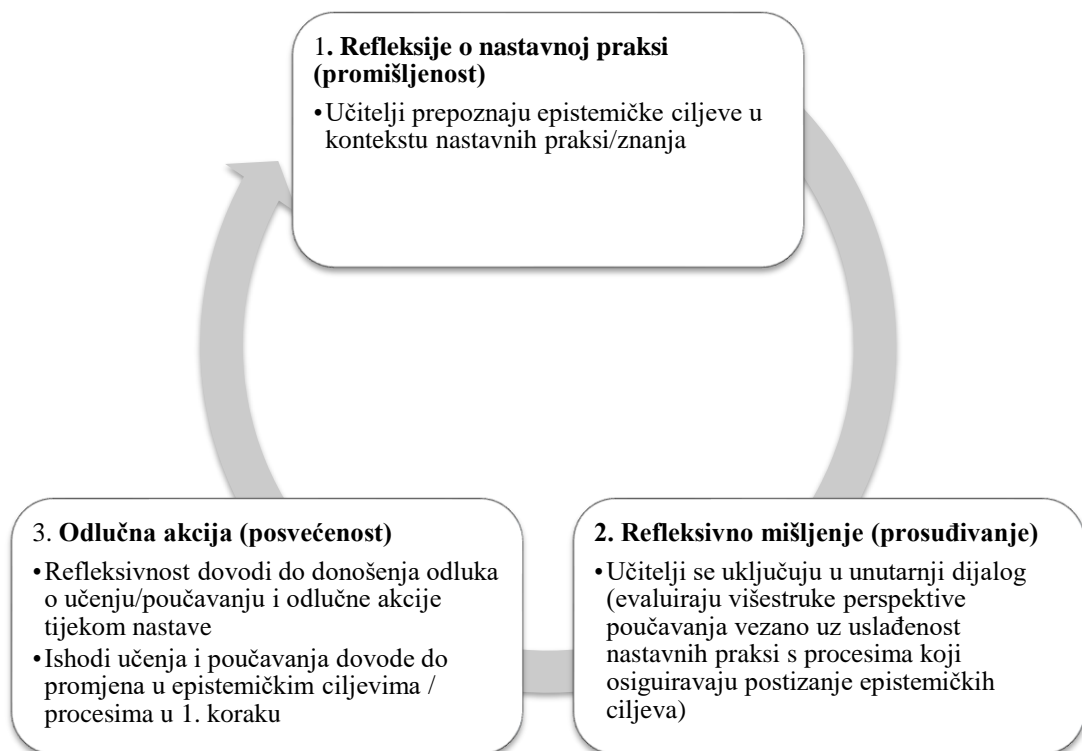 1. Refleksije o nastavnoj praksi
(promišljenost)
•Učitelji prepoznaju epistemičke ciljeve u
kontekstu nastavnih praksi/znanja
2. Refleksivno mišljenje (prosuđivanje)
•Učitelji se uključuju u unutarnji dijalog
(evaluiraju višestruke perspektive
poučavanja vezano uz uslađenost
nastavnih praksi s procesima koji
osiguiravaju postizanje epistemičkih
ciljeva)
3. Odlučna akcija (posvećenost)
•Refleksivnost dovodi do donošenja odluka
o učenju/poučavanju i odlučne akcije
tijekom nastave
•Ishodi učenja i poučavanja dovode do
promjena u epistemičkim ciljevima /
procesima u 1. koraku